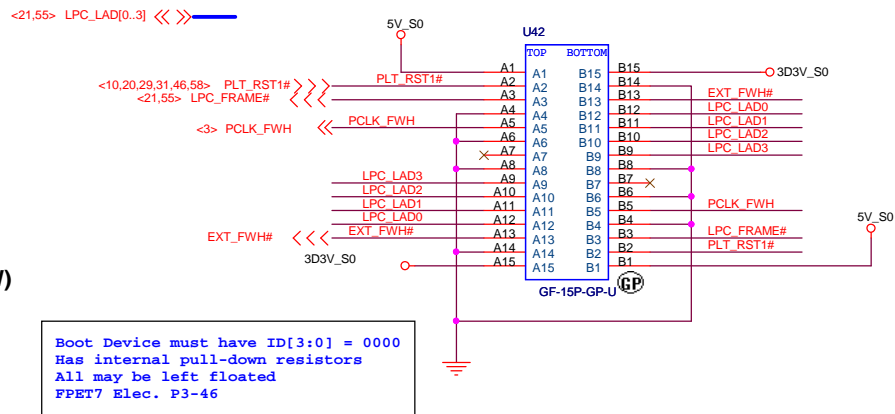 <21,55> LPC_LAD[0..3]
5V_S0
U42
TOP BOTTOM
A1 A1 B15 B15 3D3V_S0
<10,20,29,31,46,58> PLT_RST1# PLT_RST1# A2 A2 B14 B14
<21,55> LPC_FRAME# A3 A3 B13 B13 EXT_FWH#
A4 A4 B12 B12 LPC_LAD0
<3> PCLK_FWH PCLK_FWH A5 A5 B11 B11 LPC_LAD1
A6 A6 B10 B10 LPC_LAD2
A7 A7 B9 B9 LPC_LAD3
A8 A8 B8 B8
LPC_LAD3 A9 A9 B7 B7
LPC_LAD2 A10 A10 B6 B6
LPC_LAD1 A11 A11 B5 B5 PCLK_FWH
LPC_LAD0 A12 A12 B4 B4
EXT_FWH# EXT_FWH# A13 A13 B3 B3 LPC_FRAME#
A14 A14 B2 B2 PLT_RST1#
3D3V_S0 A15 A15 B1 B1
5V_S0
GF-15P-GP-U GP
Boot Device must have ID[3:0] = 0000
Has internal pull-down resistors
All may be left floated
FPET7 Elec. P3-46